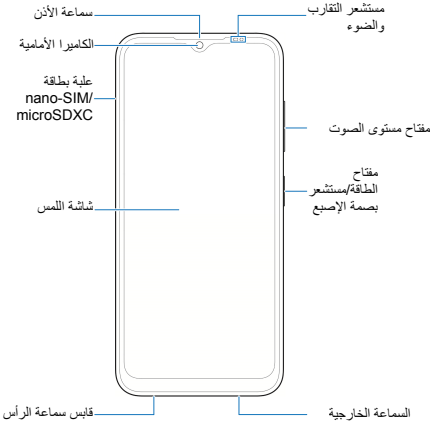 سماعة الأذن
مستشعر التقارب
والضوء
الكاميرا الأمامية
علبة بطاقة
nano-SIM/
microSDXC
مفتاح مستوى الصوت
مفتاح
الطاقة/مستشعر
بصمة الإصبع
شاشة اللمس
قابس سماعة الرأس
السماعة الخارجية